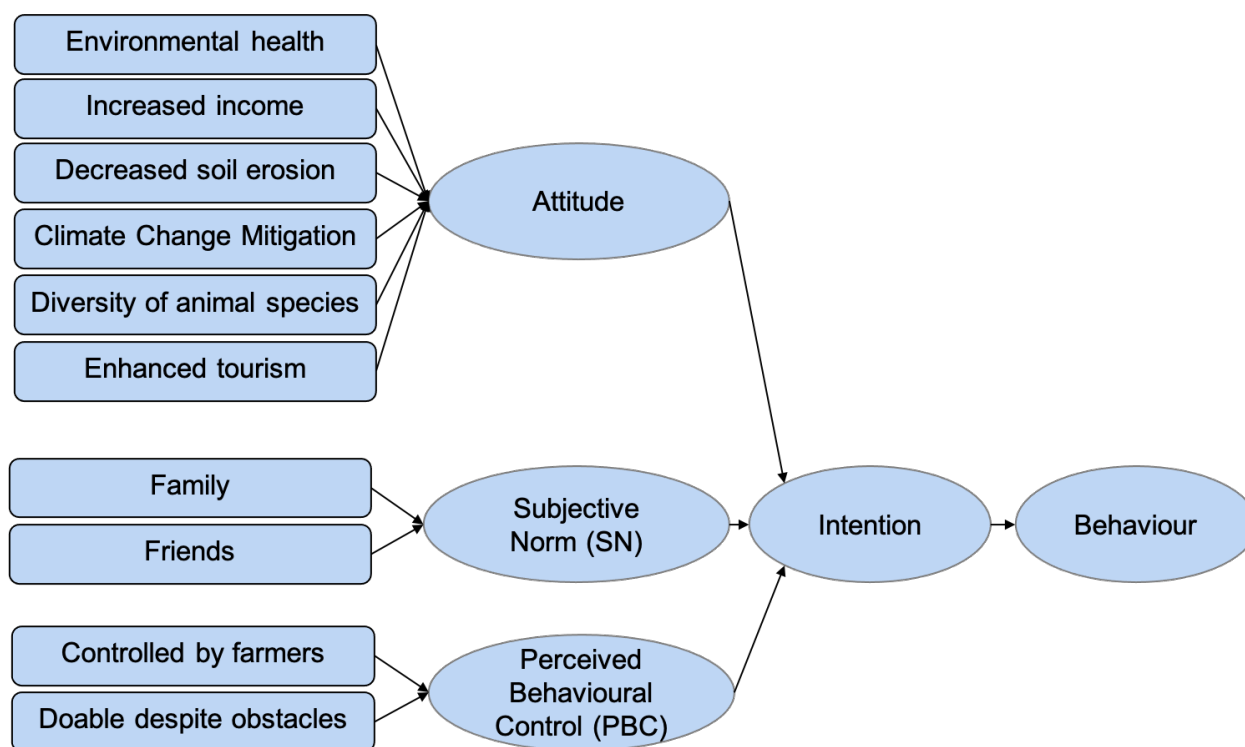 Environmental health
Increased income
Decreased soil erosion
Climate Change Mitigation
Diversity of animal species
Enhanced tourism
Attitude
Family
Friends
Subjective
Norm (SN)
Intention
Behaviour
Controlled by farmers
Doable despite obstacles
Perceived
Behavioural
Control (PBC)